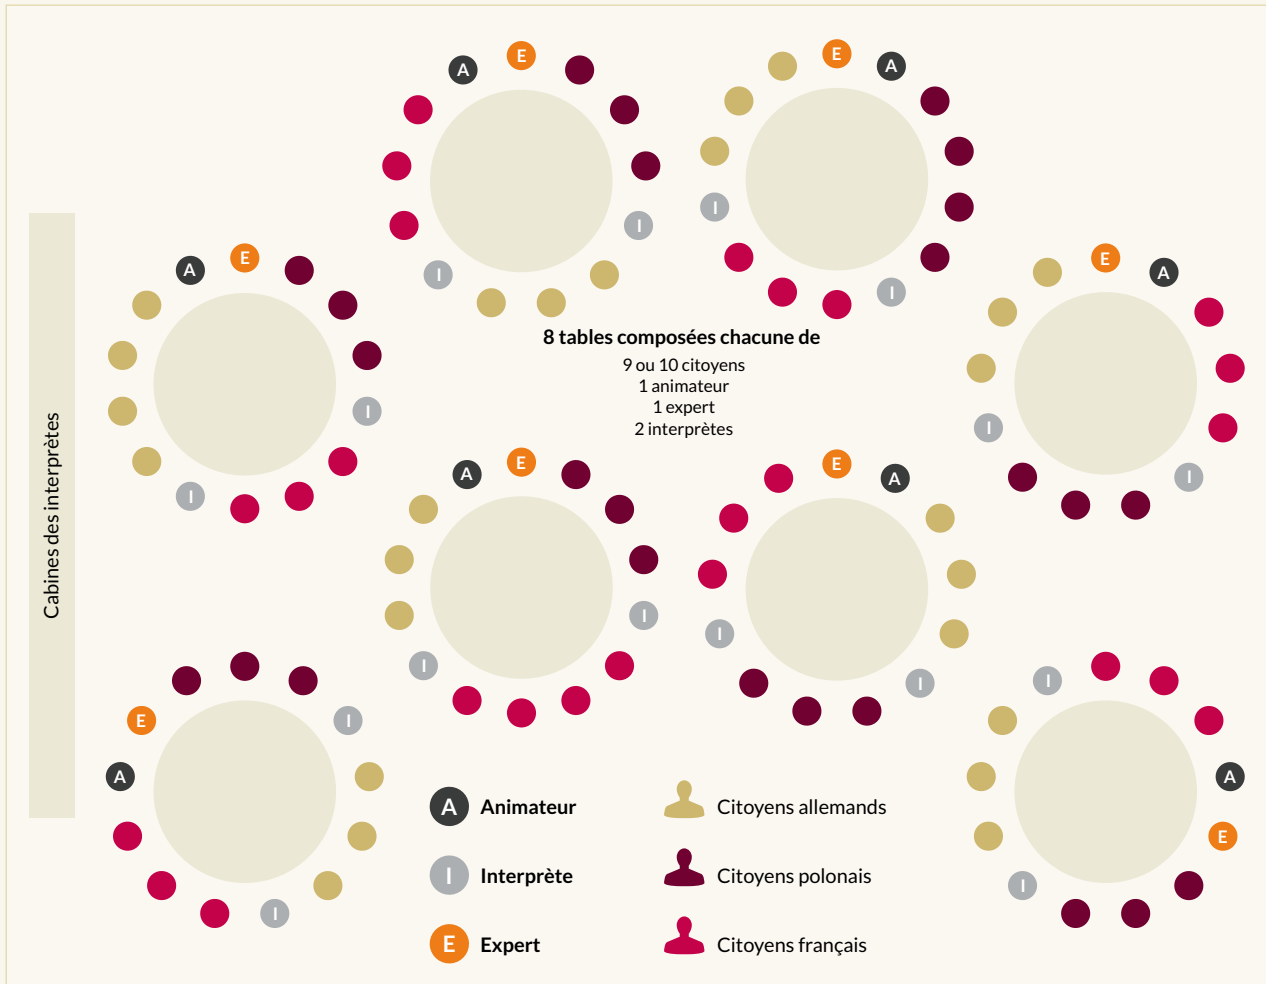 E
A
E
A
I
I
I
I
8 tables composées chacune de
9 ou 10 citoyens
1 animateur
1 expert
2 interprètes
Cabines des interprètes
A
E
I
I
E
A
I
I
A
E
I
I
E
A
I
I
E
I
A
I
I
A
E
I
A Animateur
Citoyens allemands
I Interprète
Citoyens polonais
E Expert
Citoyens français